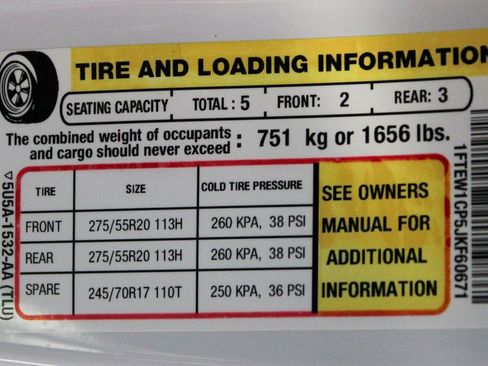 TIRE AND LOADING INFORMATION
SEATING CAPACITY TOTAL : 5 FRONT: 2 REAR: 3
The combined weight of occupants
and cargo should never exceed : 751 kg or 1656 lbs.
TIRE SIZE COLD TIRE PRESSURE
FRONT 275/55R20 113H 260 KPA, 38 PSI
REAR 275/55R20 113H 260 KPA, 38 PSI
SPARE 245/70R17 110T 250 KPA, 36 PSI
SEE OWNERS
MANUAL FOR
ADDITIONAL
INFORMATION
5U5A-1532-AA (TLU)
1FTEW1CP5JKF60671